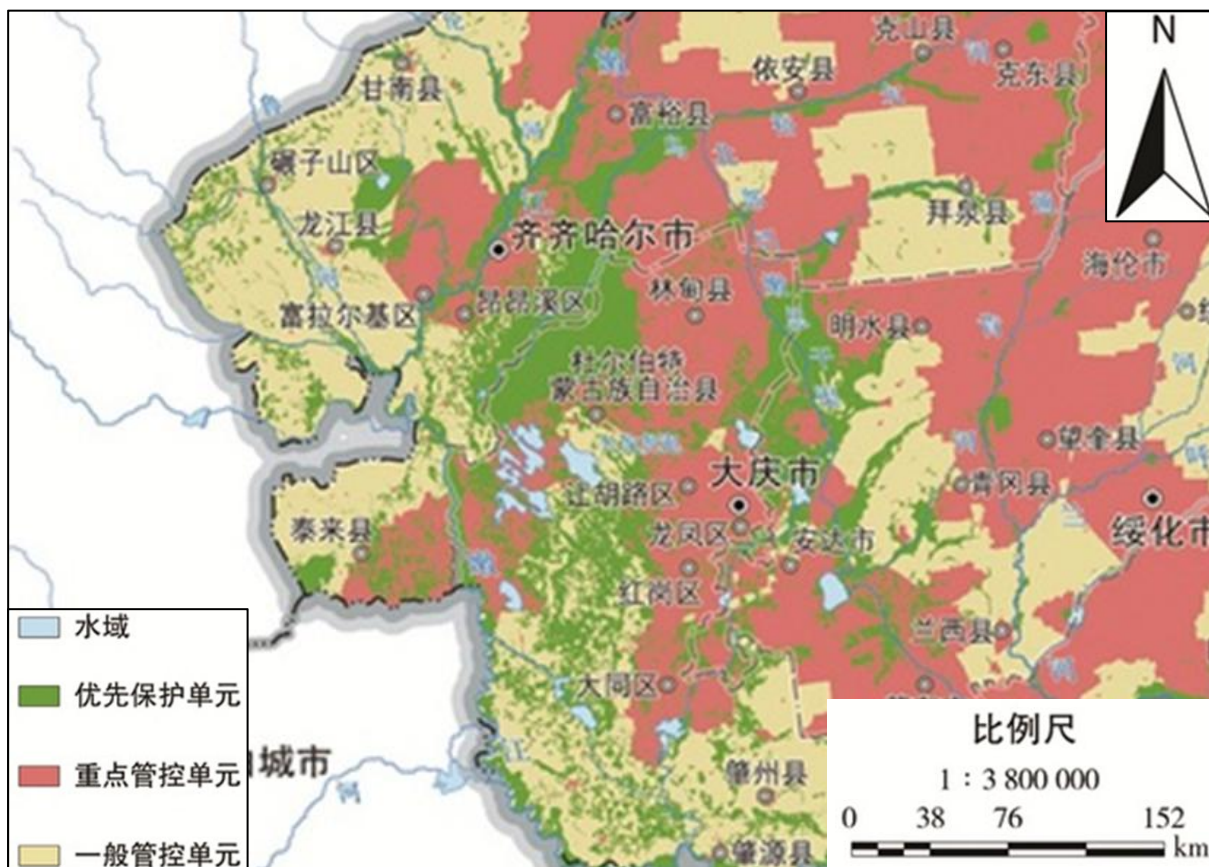 N
克山县
克东县
依安县
甘南县
富裕县
碾子山区
拜泉县
龙江县
齐齐哈尔市
海伦市
林甸县
富拉尔基区
昂昂溪区
明水县
杜尔伯特
蒙古族自治县
望奎县
大庆市
让胡路区
青冈县
绥化市
泰来县
龙凤区
安达市
红岗区
兰西县
大同区
城市
肇州县
肇源县
水域
优先保护单元
重点管控单元
一般管控单元
比例尺
1 : 3 800 000
0 38 76 152
km